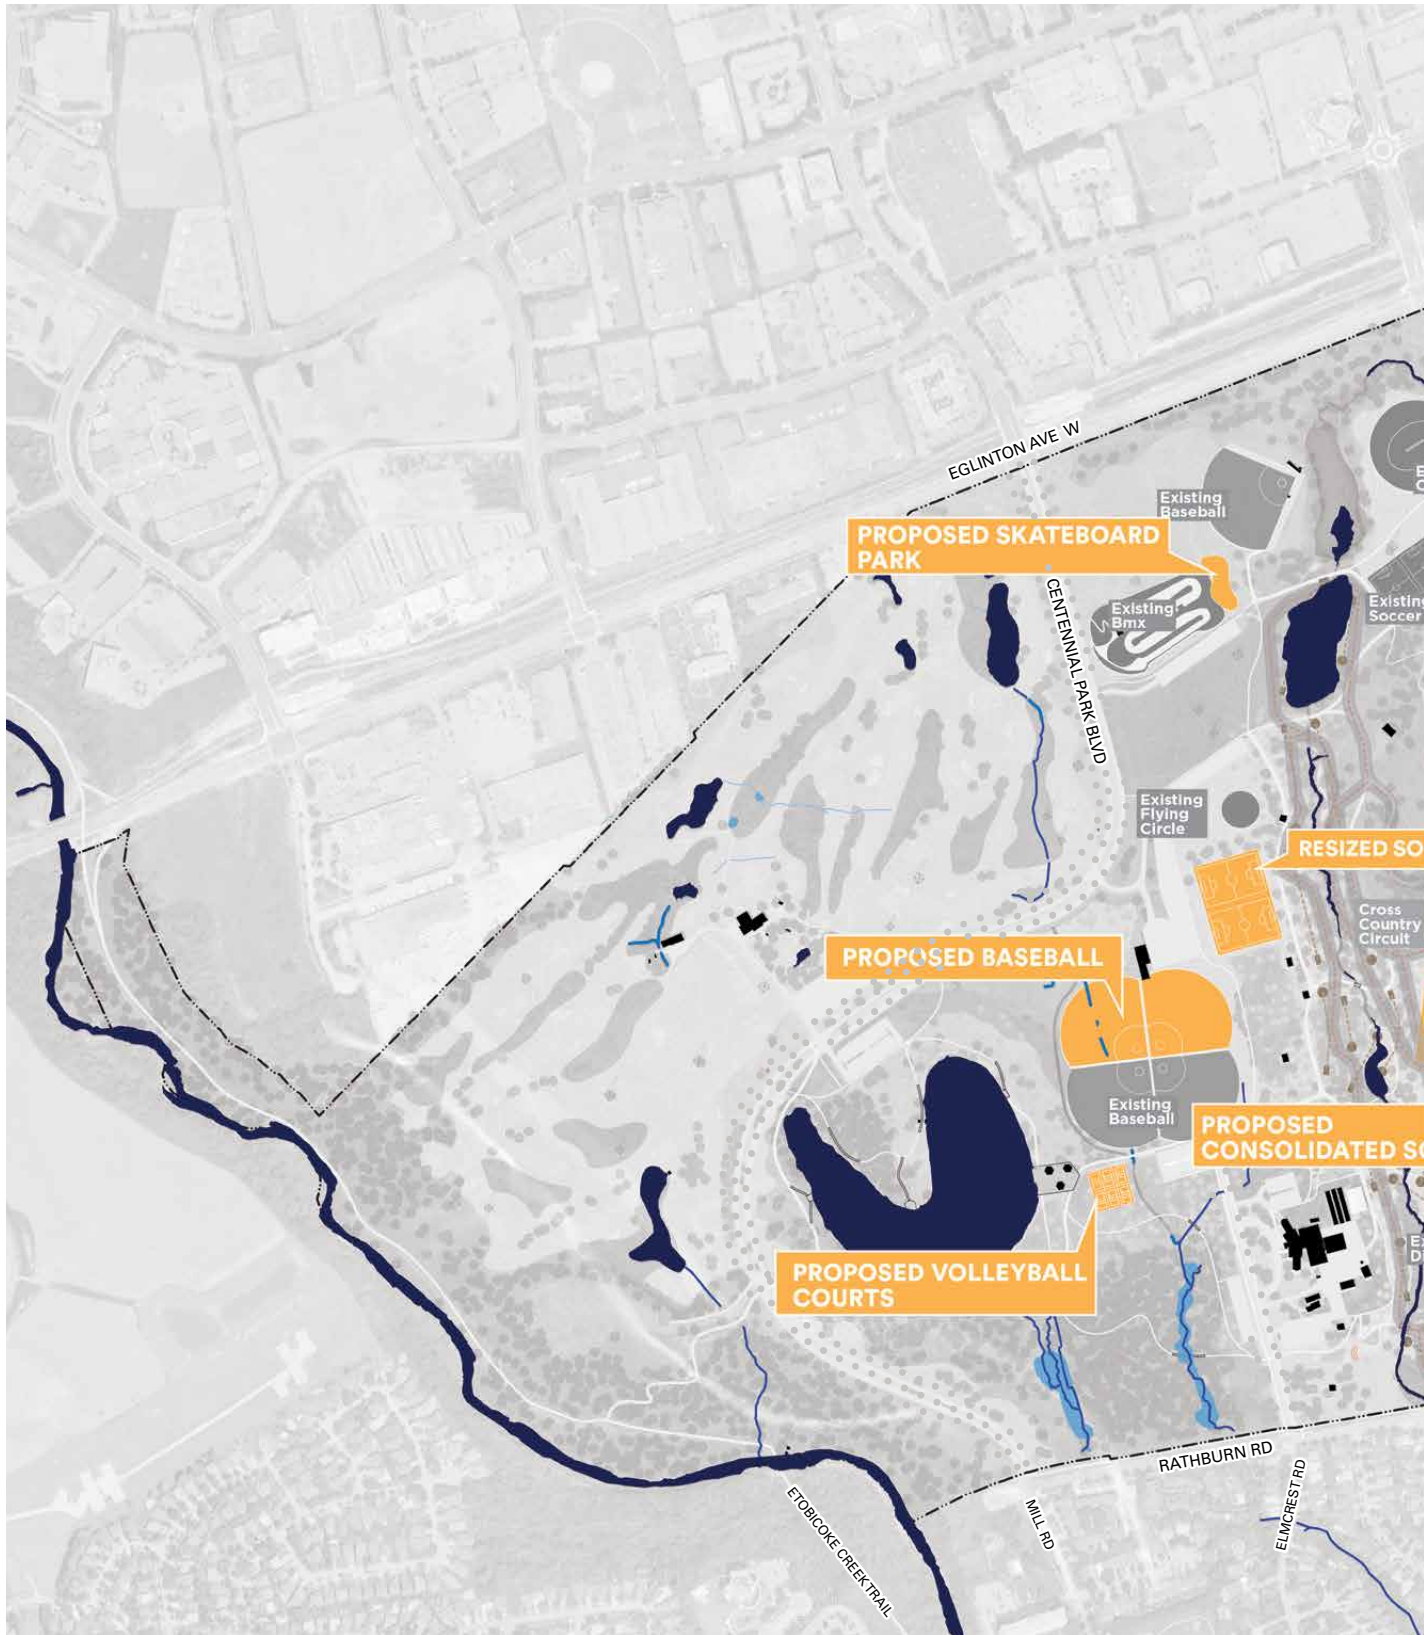 EGLINTON AVE W
Existing
Baseball
PROPOSED SKATEBOARD
PARK
CENTENNIAL PARK BLVD
Existing
Bmx
Existing
Soccer
Existing
Flying
Circle
RESIZED SO
Cross
Country
Circuit
PROPOSED BASEBALL
Existing
Baseball
PROPOSED
CONSOLIDATED SO
PROPOSED VOLLEYBALL
COURTS
RATHBURN RD
MILL RD
ELMCREST RD
ETOBICOKE CREEK TRAIL